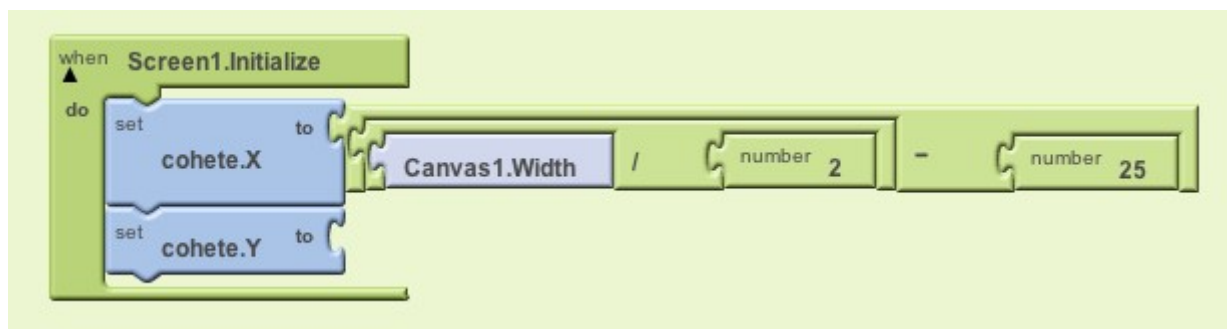 when Screen1.Initialize
do
set cohete.X to
Canvas1.Width / number 2 - number 25
set cohete.Y to